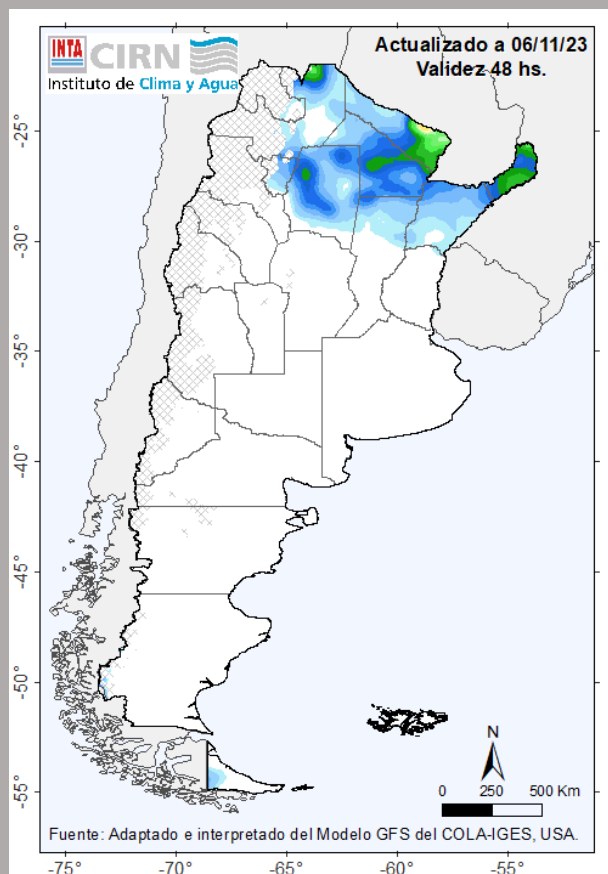 INTA CIRN
Instituto de Clima y Agua
Actualizado a 06/11/23
Validez 48 hs.
-25°
-30°
-35°
-40°
-45°
-50°
-55°
N
0 250 500 Km
Fuente: Adaptado e interpretado del Modelo GFS del COLA-IGES, USA.
-75° -70° -65° -60° -55°